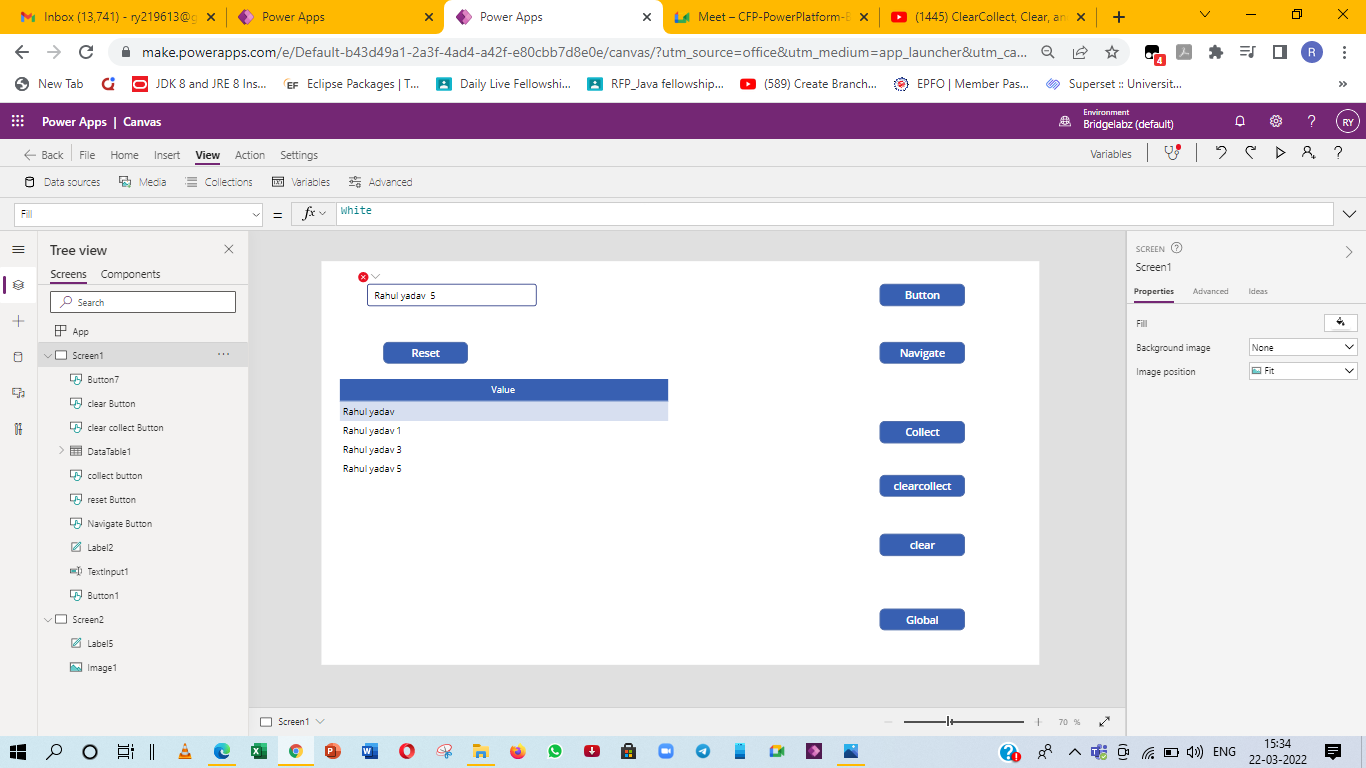 Inbox (13,741) - ry219613@g
Power Apps
Power Apps
Meet – CFP-PowerPlatform-E
(1445) ClearCollect, Clear, an
make.powerapps.com/e/Default-b43d49a1-2a3f-4ad4-a42f-e80cbb7d8e0e/canvas/?utm_source=office&utm_medium=app_launcher&utm_ca...
4
R
New Tab
JDK 8 and JRE 8 Ins...
EF Eclipse Packages | T...
Daily Live Fellowshi...
RFP_Java fellowship...
(589) Create Branch...
EPFO | Member Pas...
Superset :: Universit...
Power Apps | Canvas
Environment
Bridgelabz (default)
RY
Back
File
Home
Insert
View
Action
Settings
Variables
Data sources
Media
Collections
Variables
Advanced
Fill
=
fx
White
Tree view
Screens
Components
Search
App
Screen1
Button7
clear Button
clear collect Button
DataTable1
collect button
reset Button
Navigate Button
Label2
TextInput1
Button1
Screen2
Label5
Image1
Rahul yadav 5
Reset
Value
Rahul yadav
Rahul yadav 1
Rahul yadav 3
Rahul yadav 5
Button
Navigate
Collect
clearcollect
clear
Global
SCREEN
Screen1
Properties
Advanced
Ideas
Fill
Background image
None
Image position
Fit
Screen1
70 %
ENG
15:34
22-03-2022